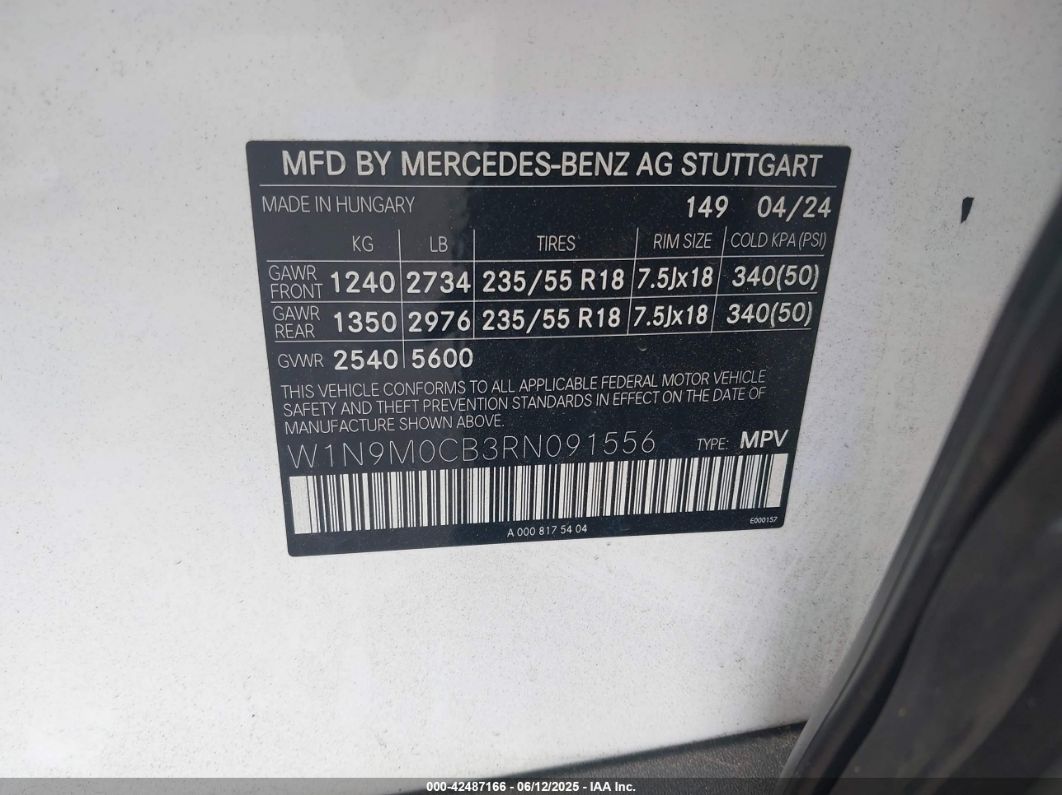 MFD BY MERCEDES-BENZ AG STUTTGART
MADE IN HUNGARY 149 04/24
KG LB TIRES RIM SIZE COLD KPA (PSI)
GAWR FRONT 1240 2734 235/55 R18 7.5Jx18 340(50)
GAWR REAR 1350 2976 235/55 R18 7.5Jx18 340(50)
GVWR 2540 5600
THIS VEHICLE CONFORMS TO ALL APPLICABLE FEDERAL MOTOR VEHICLE
SAFETY AND THEFT PREVENTION STANDARDS IN EFFECT ON THE DATE OF
MANUFACTURE SHOWN ABOVE.
W1N9M0CB3RN091556 TYPE: MPV
A 000 817 54 04 E000157
000-42487166 - 06/12/2025 - IAA Inc.